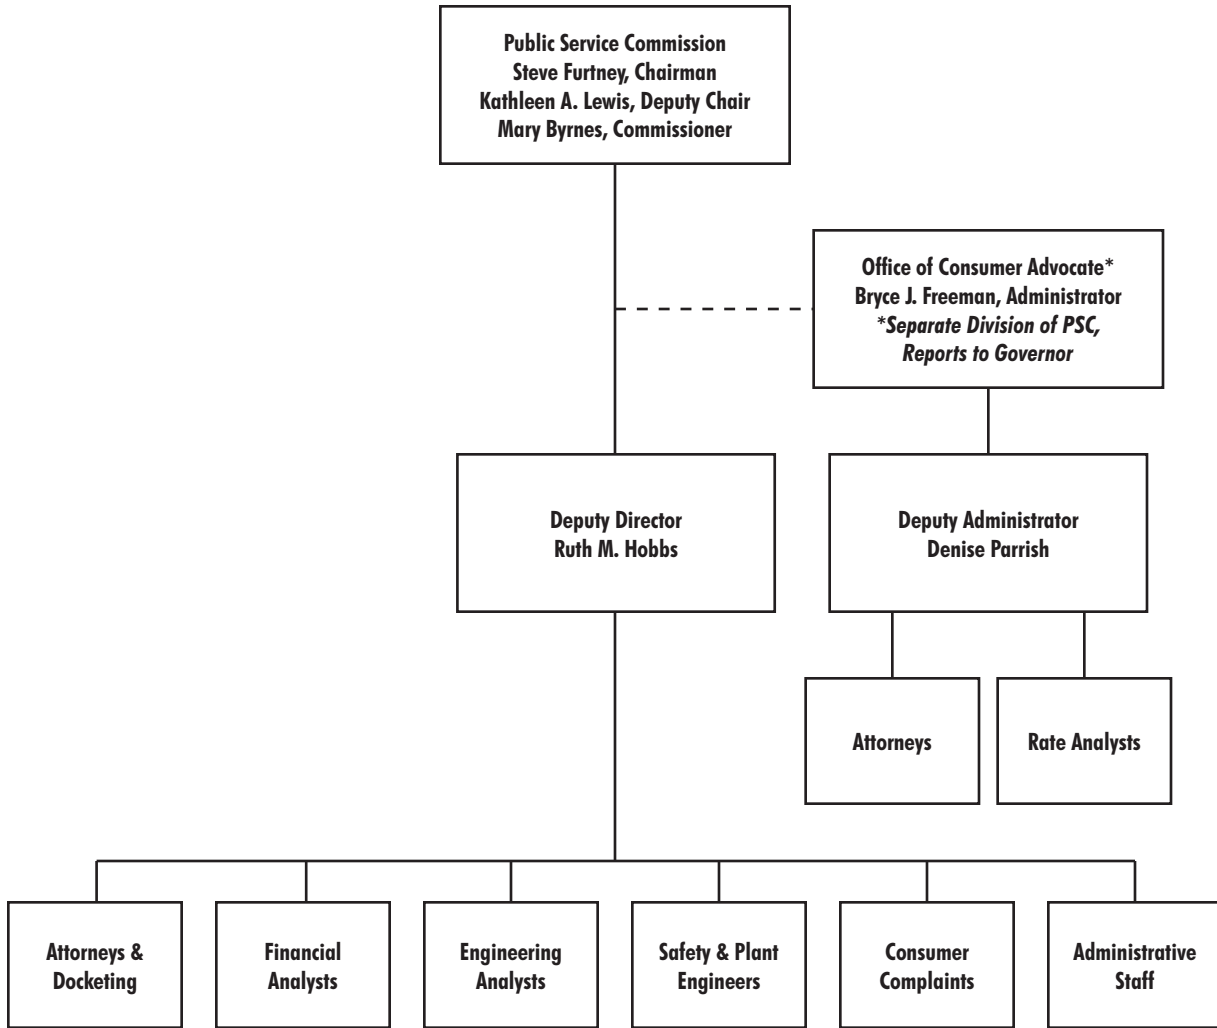 Public Service Commission
Steve Furtney, Chairman
Kathleen A. Lewis, Deputy Chair
Mary Byrnes, Commissioner
Office of Consumer Advocate*
Bryce J. Freeman, Administrator
*Separate Division of PSC,
Reports to Governor
Deputy Director
Ruth M. Hobbs
Deputy Administrator
Denise Parrish
Attorneys
Rate Analysts
Attorneys &
Docketing
Financial
Analysts
Engineering
Analysts
Safety & Plant
Engineers
Consumer
Complaints
Administrative
Staff